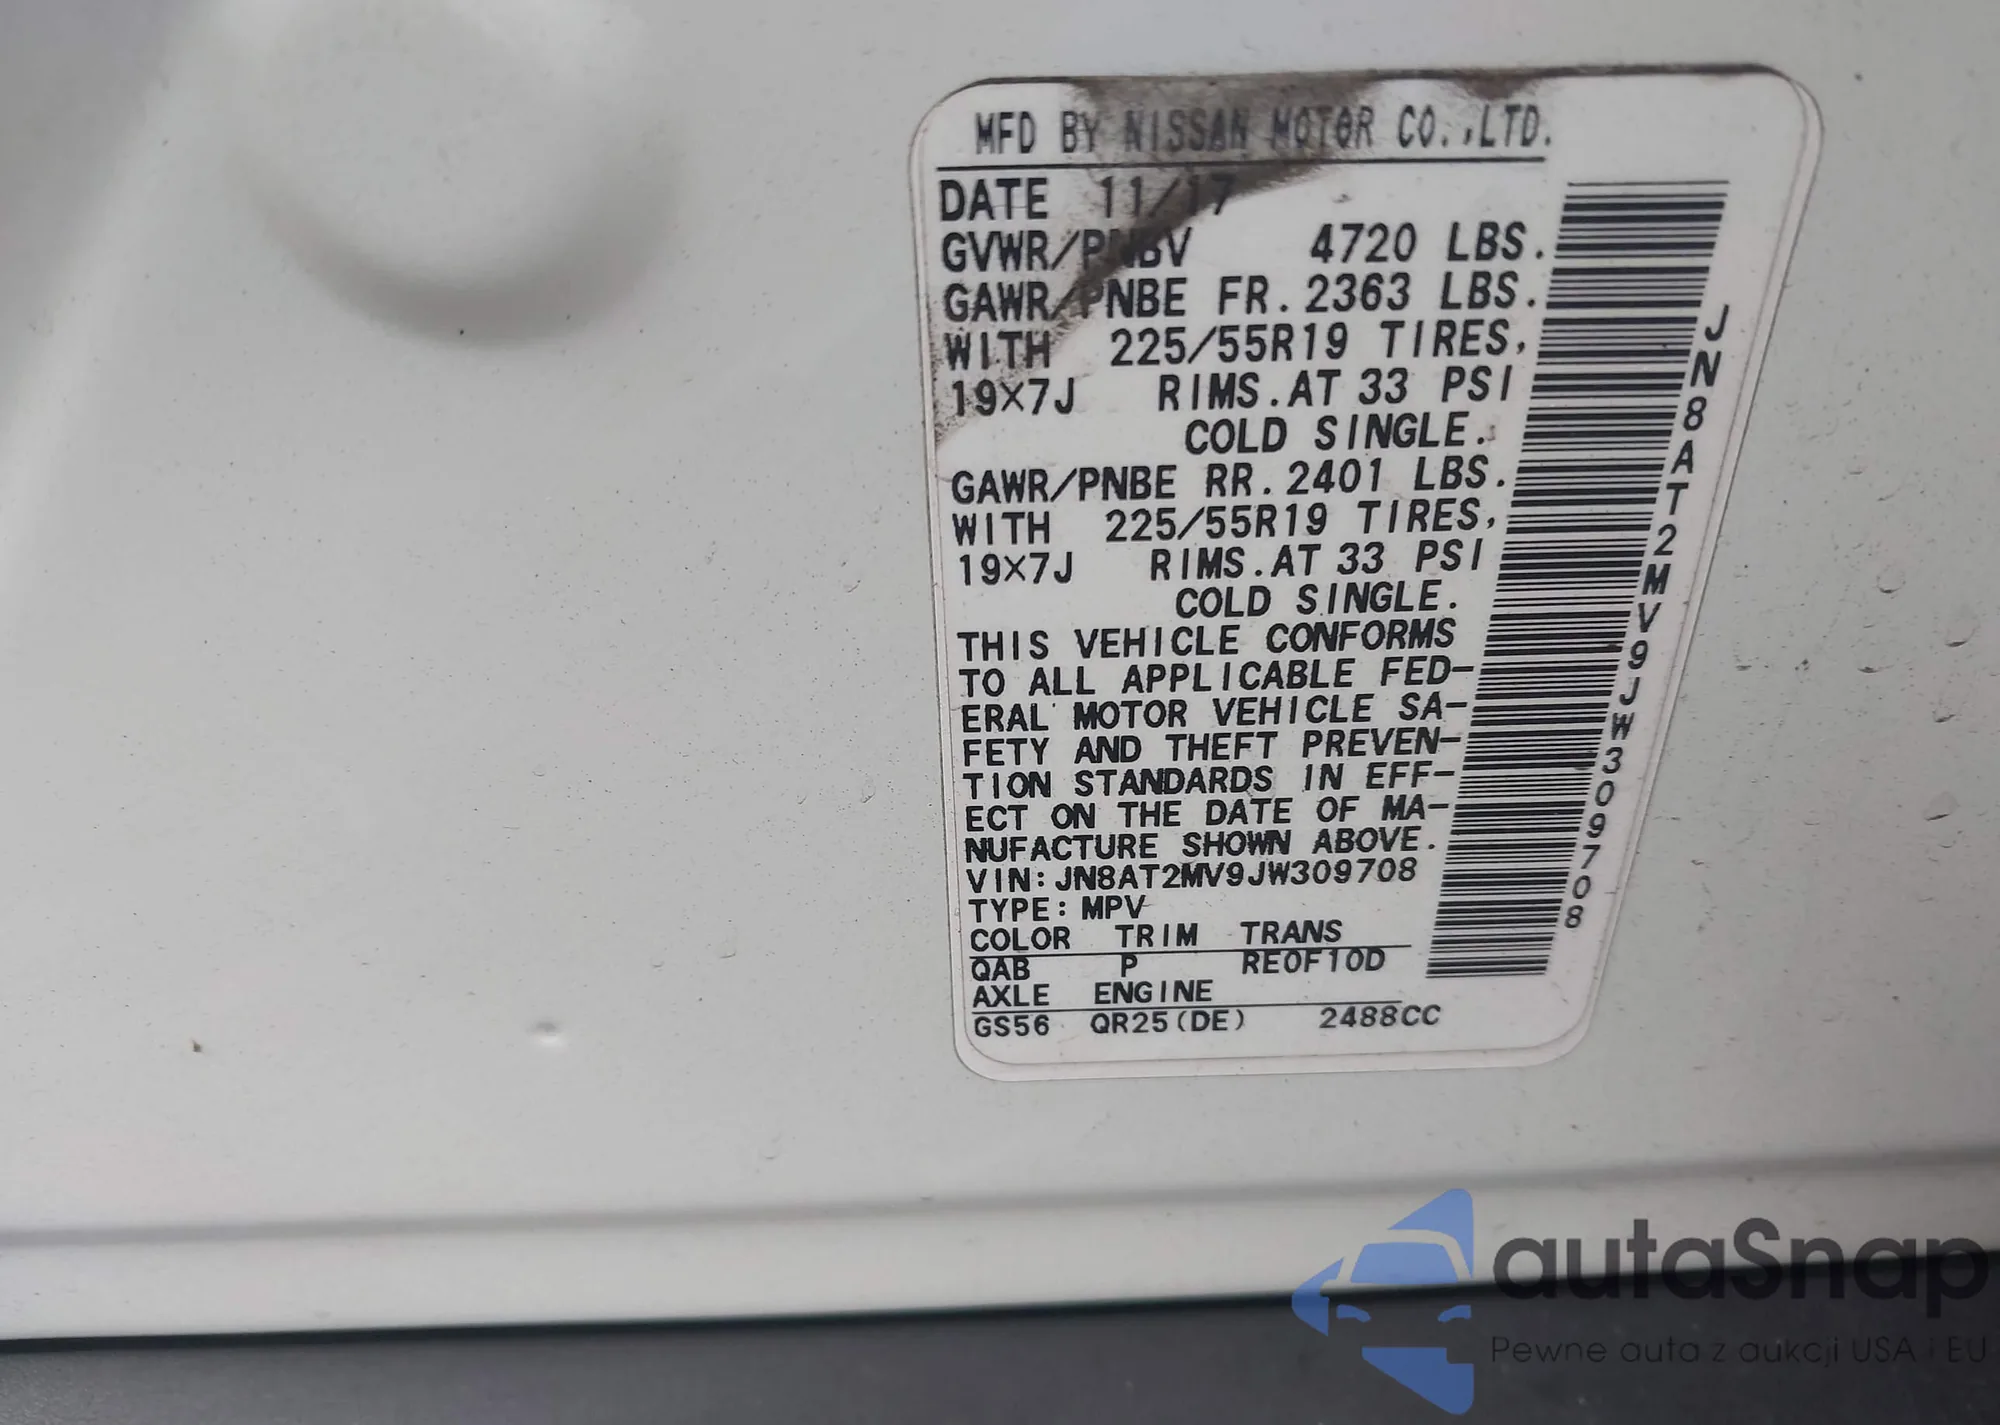 MFD BY NISSAN MOTOR CO.,LTD.
DATE 11/17
GVWR/PNBV 4720 LBS.
GAWR/PNBE FR.2363 LBS.
WITH 225/55R19 TIRES,
19×7J RIMS.AT 33 PSI
COLD SINGLE.
GAWR/PNBE RR.2401 LBS.
WITH 225/55R19 TIRES,
19×7J RIMS.AT 33 PSI
COLD SINGLE.
THIS VEHICLE CONFORMS
TO ALL APPLICABLE FED-
ERAL MOTOR VEHICLE SA-
FETY AND THEFT PREVEN-
TION STANDARDS IN EFF-
ECT ON THE DATE OF MA-
NUFACTURE SHOWN ABOVE.
VIN:JN8AT2MV9JW309708
TYPE:MPV
COLOR TRIM TRANS
QAB P RE0F10D
AXLE ENGINE
GS56 QR25(DE) 2488CC
JN8AT2MV9JW309708
autaSnap
Pewne auta z aukcji USA i EU